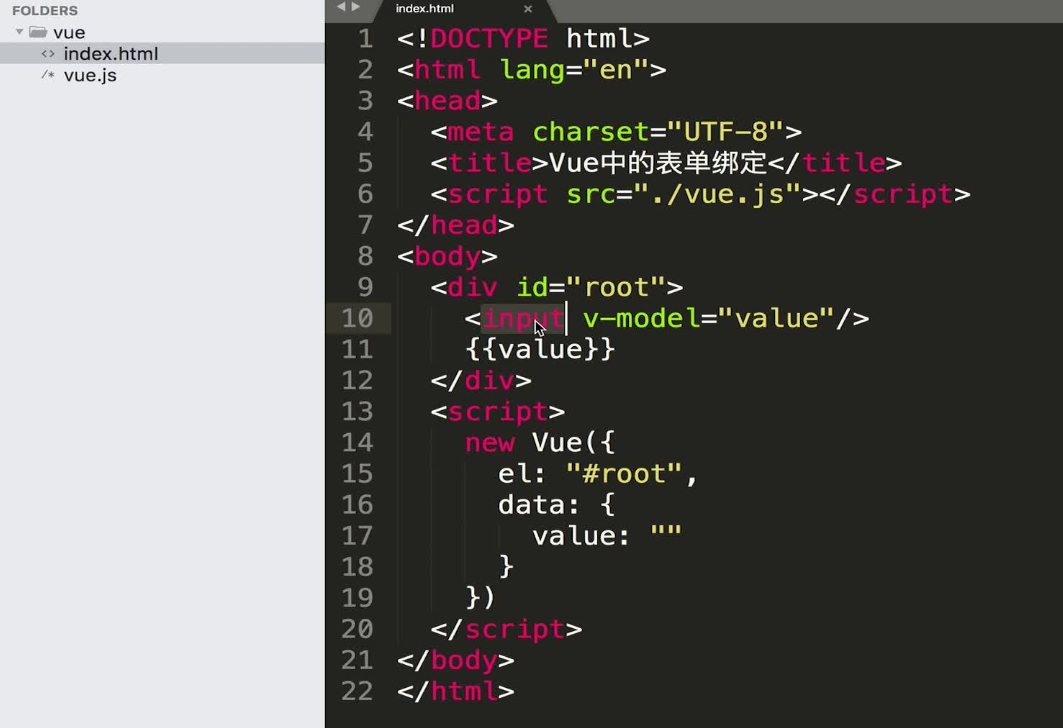 FOLDERS
vue
index.html
vue.js
index.html
1 <!DOCTYPE html>
2 <html lang="en">
3 <head>
4 <meta charset="UTF-8">
5 <title>Vue中的表单绑定</title>
6 <script src="./vue.js"></script>
7 </head>
8 <body>
9 <div id="root">
10 <input v-model="value"/>
11 {{value}}
12 </div>
13 <script>
14 new Vue({
15 el: "#root",
16 data: {
17 value: ""
18 }
19 })
20 </script>
21 </body>
22 </html>